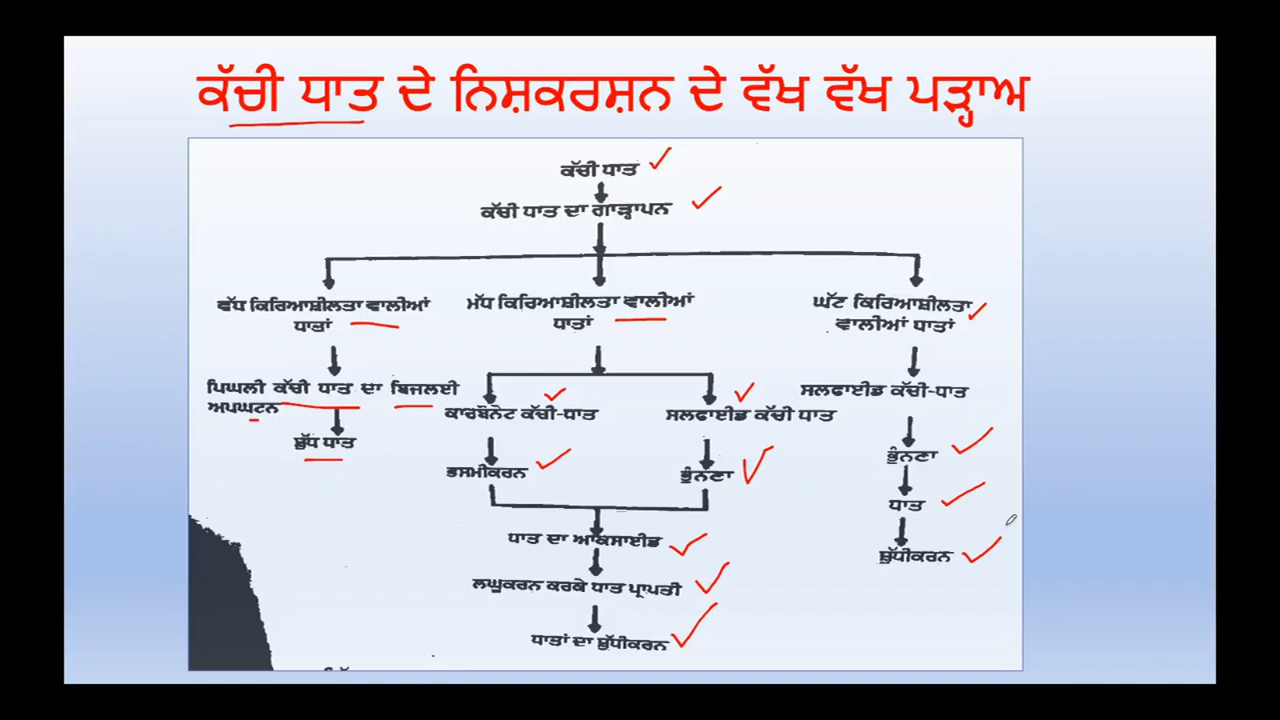 ਕੱਚੀ ਧਾਤ ਦੇ ਨਿਸ਼ਕਰਸ਼ਨ ਦੇ ਵੱਖ ਵੱਖ ਪੜ੍ਹਾਅ
ਕੱਚੀ ਧਾਤ
ਕੱਚੀ ਧਾਤ ਦਾ ਗਾੜ੍ਹਾਪਨ
ਵੱਧ ਕਿਰਿਆਸ਼ੀਲਤਾ ਵਾਲੀਆਂ
ਧਾਤਾਂ
ਪਿਘਲੀ ਕੱਚੀ ਧਾਤ ਦਾ ਬਿਜਲਈ
ਅਪਘਟਨ
ਸ਼ੁੱਧ ਧਾਤ
ਮੱਧ ਕਿਰਿਆਸ਼ੀਲਤਾ ਵਾਲੀਆਂ
ਧਾਤਾਂ
ਕਾਰਬੋਨੇਟ ਕੱਚੀ-ਧਾਤ
ਭਸਮੀਕਰਨ
ਸਲਫਾਈਡ ਕੱਚੀ ਧਾਤ
ਭੁੰਨਣਾ
ਧਾਤ ਦਾ ਆਕਸਾਈਡ
ਲਘੂਕਰਨ ਕਰਕੇ ਧਾਤ ਪ੍ਰਾਪਤੀ
ਧਾਤਾਂ ਦਾ ਸ਼ੁੱਧੀਕਰਨ
ਘੱਟ ਕਿਰਿਆਸ਼ੀਲਤਾ
ਵਾਲੀਆਂ ਧਾਤਾਂ
ਸਲਫਾਈਡ ਕੱਚੀ-ਧਾਤ
ਭੁੰਨਣਾ
ਧਾਤ
ਸ਼ੁੱਧੀਕਰਨ